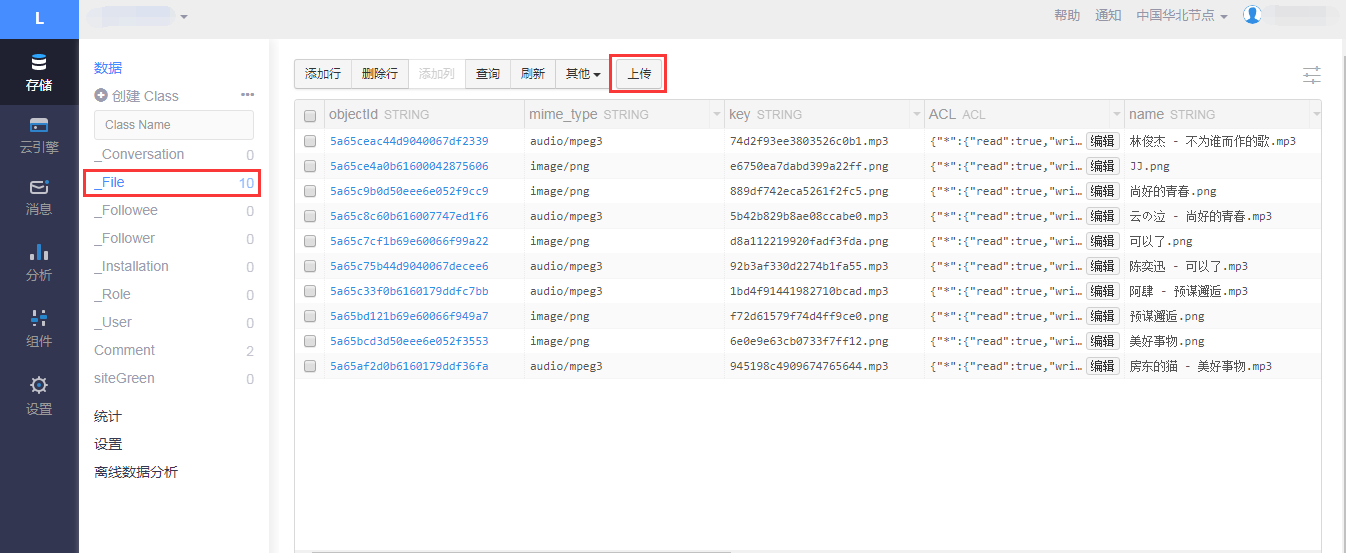 L
帮助 通知 中国华北节点
存储
云引擎
消息
分析
组件
设置
数据
创建 Class
Class Name
_Conversation 0
_File 10
_Followee 0
_Follower 0
_Installation 0
_Role 0
_User 0
Comment 2
siteGreen 0
统计
设置
离线数据分析
添加行 删除行 添加列 查询 刷新 其他 上传
objectId STRING mime_type STRING key STRING ACL ACL name STRING
5a65ceac44d9040067df2339 audio/mpeg3 74d2f93ee3803526c0b1.mp3 {"*":{"read":true,"wri… 编辑 林俊杰 - 不为谁而作的歌.mp3
5a65ce4a0b61600042875606 image/png e6750ea7dabd399a22ff.png {"*":{"read":true,"wri… 编辑 JJ.png
5a65c9b0d50eee6e052f9cc9 image/png 889df742eca5261f2fc5.png {"*":{"read":true,"wri… 编辑 尚好的青春.png
5a65c8c60b616007747ed1f6 audio/mpeg3 5b42b829b8ae08ccabe0.mp3 {"*":{"read":true,"wri… 编辑 云の泣 - 尚好的青春.mp3
5a65c7cf1b69e60066f99a22 image/png d8a112219920fadf3fda.png {"*":{"read":true,"wri… 编辑 可以了.png
5a65c75b44d9040067decee6 audio/mpeg3 92b3af330d2274b1fa55.mp3 {"*":{"read":true,"wri… 编辑 陈奕迅 - 可以了.mp3
5a65c33f0b6160179ddfc7bb audio/mpeg3 1bd4f91441982710bcad.mp3 {"*":{"read":true,"wri… 编辑 阿肆 - 预谋邂逅.mp3
5a65bd121b69e60066f949a7 image/png f72d61579f74d4ff9ce0.png {"*":{"read":true,"wri… 编辑 预谋邂逅.png
5a65bcd3d50eee6e052f3553 image/png 6e0e9e63cb0733f7ff12.png {"*":{"read":true,"wri… 编辑 美好事物.png
5a65af2d0b6160179ddf36fa audio/mpeg3 945198c4909674765644.mp3 {"*":{"read":true,"wri… 编辑 房东的猫 - 美好事物.mp3